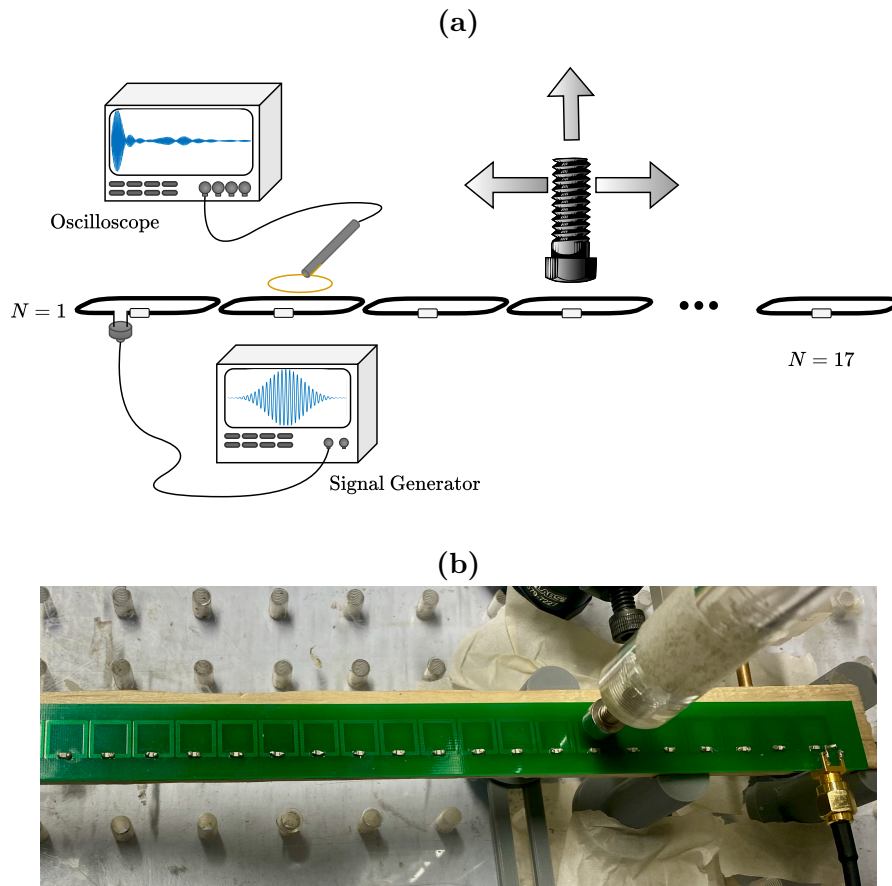 (a)
Oscilloscope
N = 1
N = 17
Signal Generator
(b)